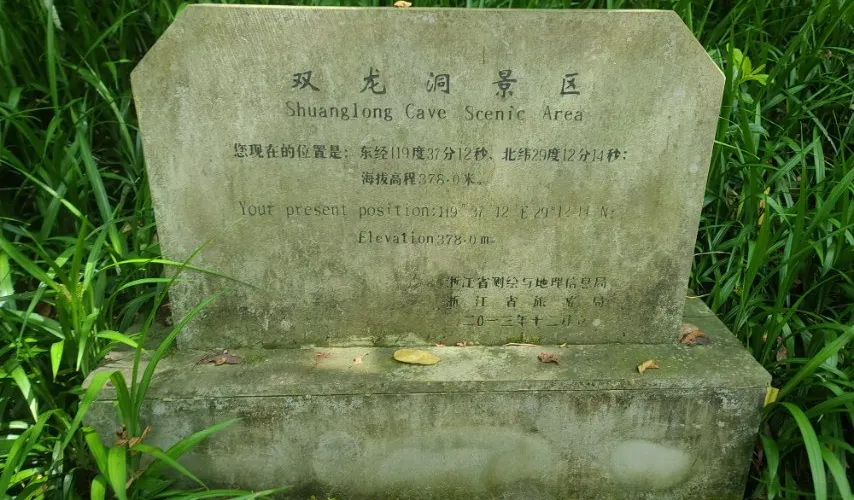 双龙洞景区
Shuanglong Cave Scenic Area
您现在的位置是：东经119度37分12秒、北纬29度12分14秒；
海拔高程378.0米。
Your present position:119°37′12″E 29°12′14″N;
Elevation378.0m.
浙江省测绘与地理信息局
浙江省旅游局
二〇一三年十二月